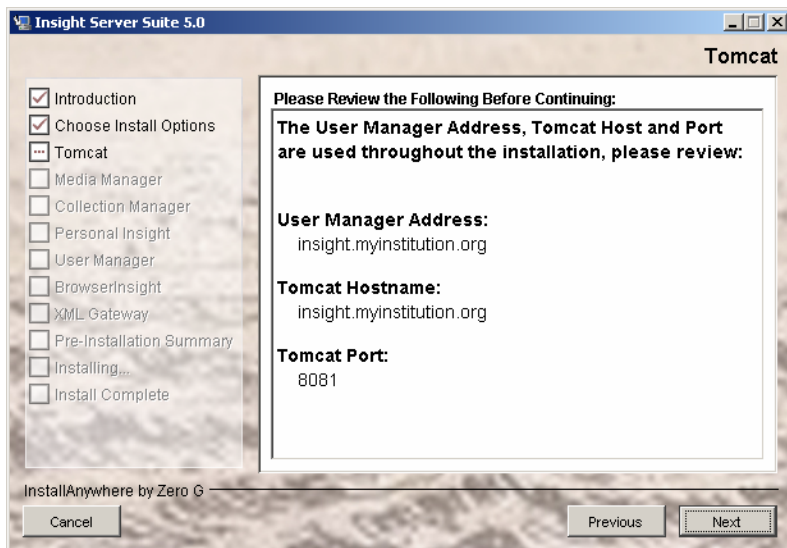 Insight Server Suite 5.0
Tomcat
Introduction
Choose Install Options
Tomcat
Media Manager
Collection Manager
Personal Insight
User Manager
BrowserInsight
XML Gateway
Pre-Installation Summary
Installing...
Install Complete
Please Review the Following Before Continuing:
The User Manager Address, Tomcat Host and Port
are used throughout the installation, please review:
User Manager Address:
insight.myinstitution.org
Tomcat Hostname:
insight.myinstitution.org
Tomcat Port:
8081
InstallAnywhere by Zero G
Cancel
Previous
Next